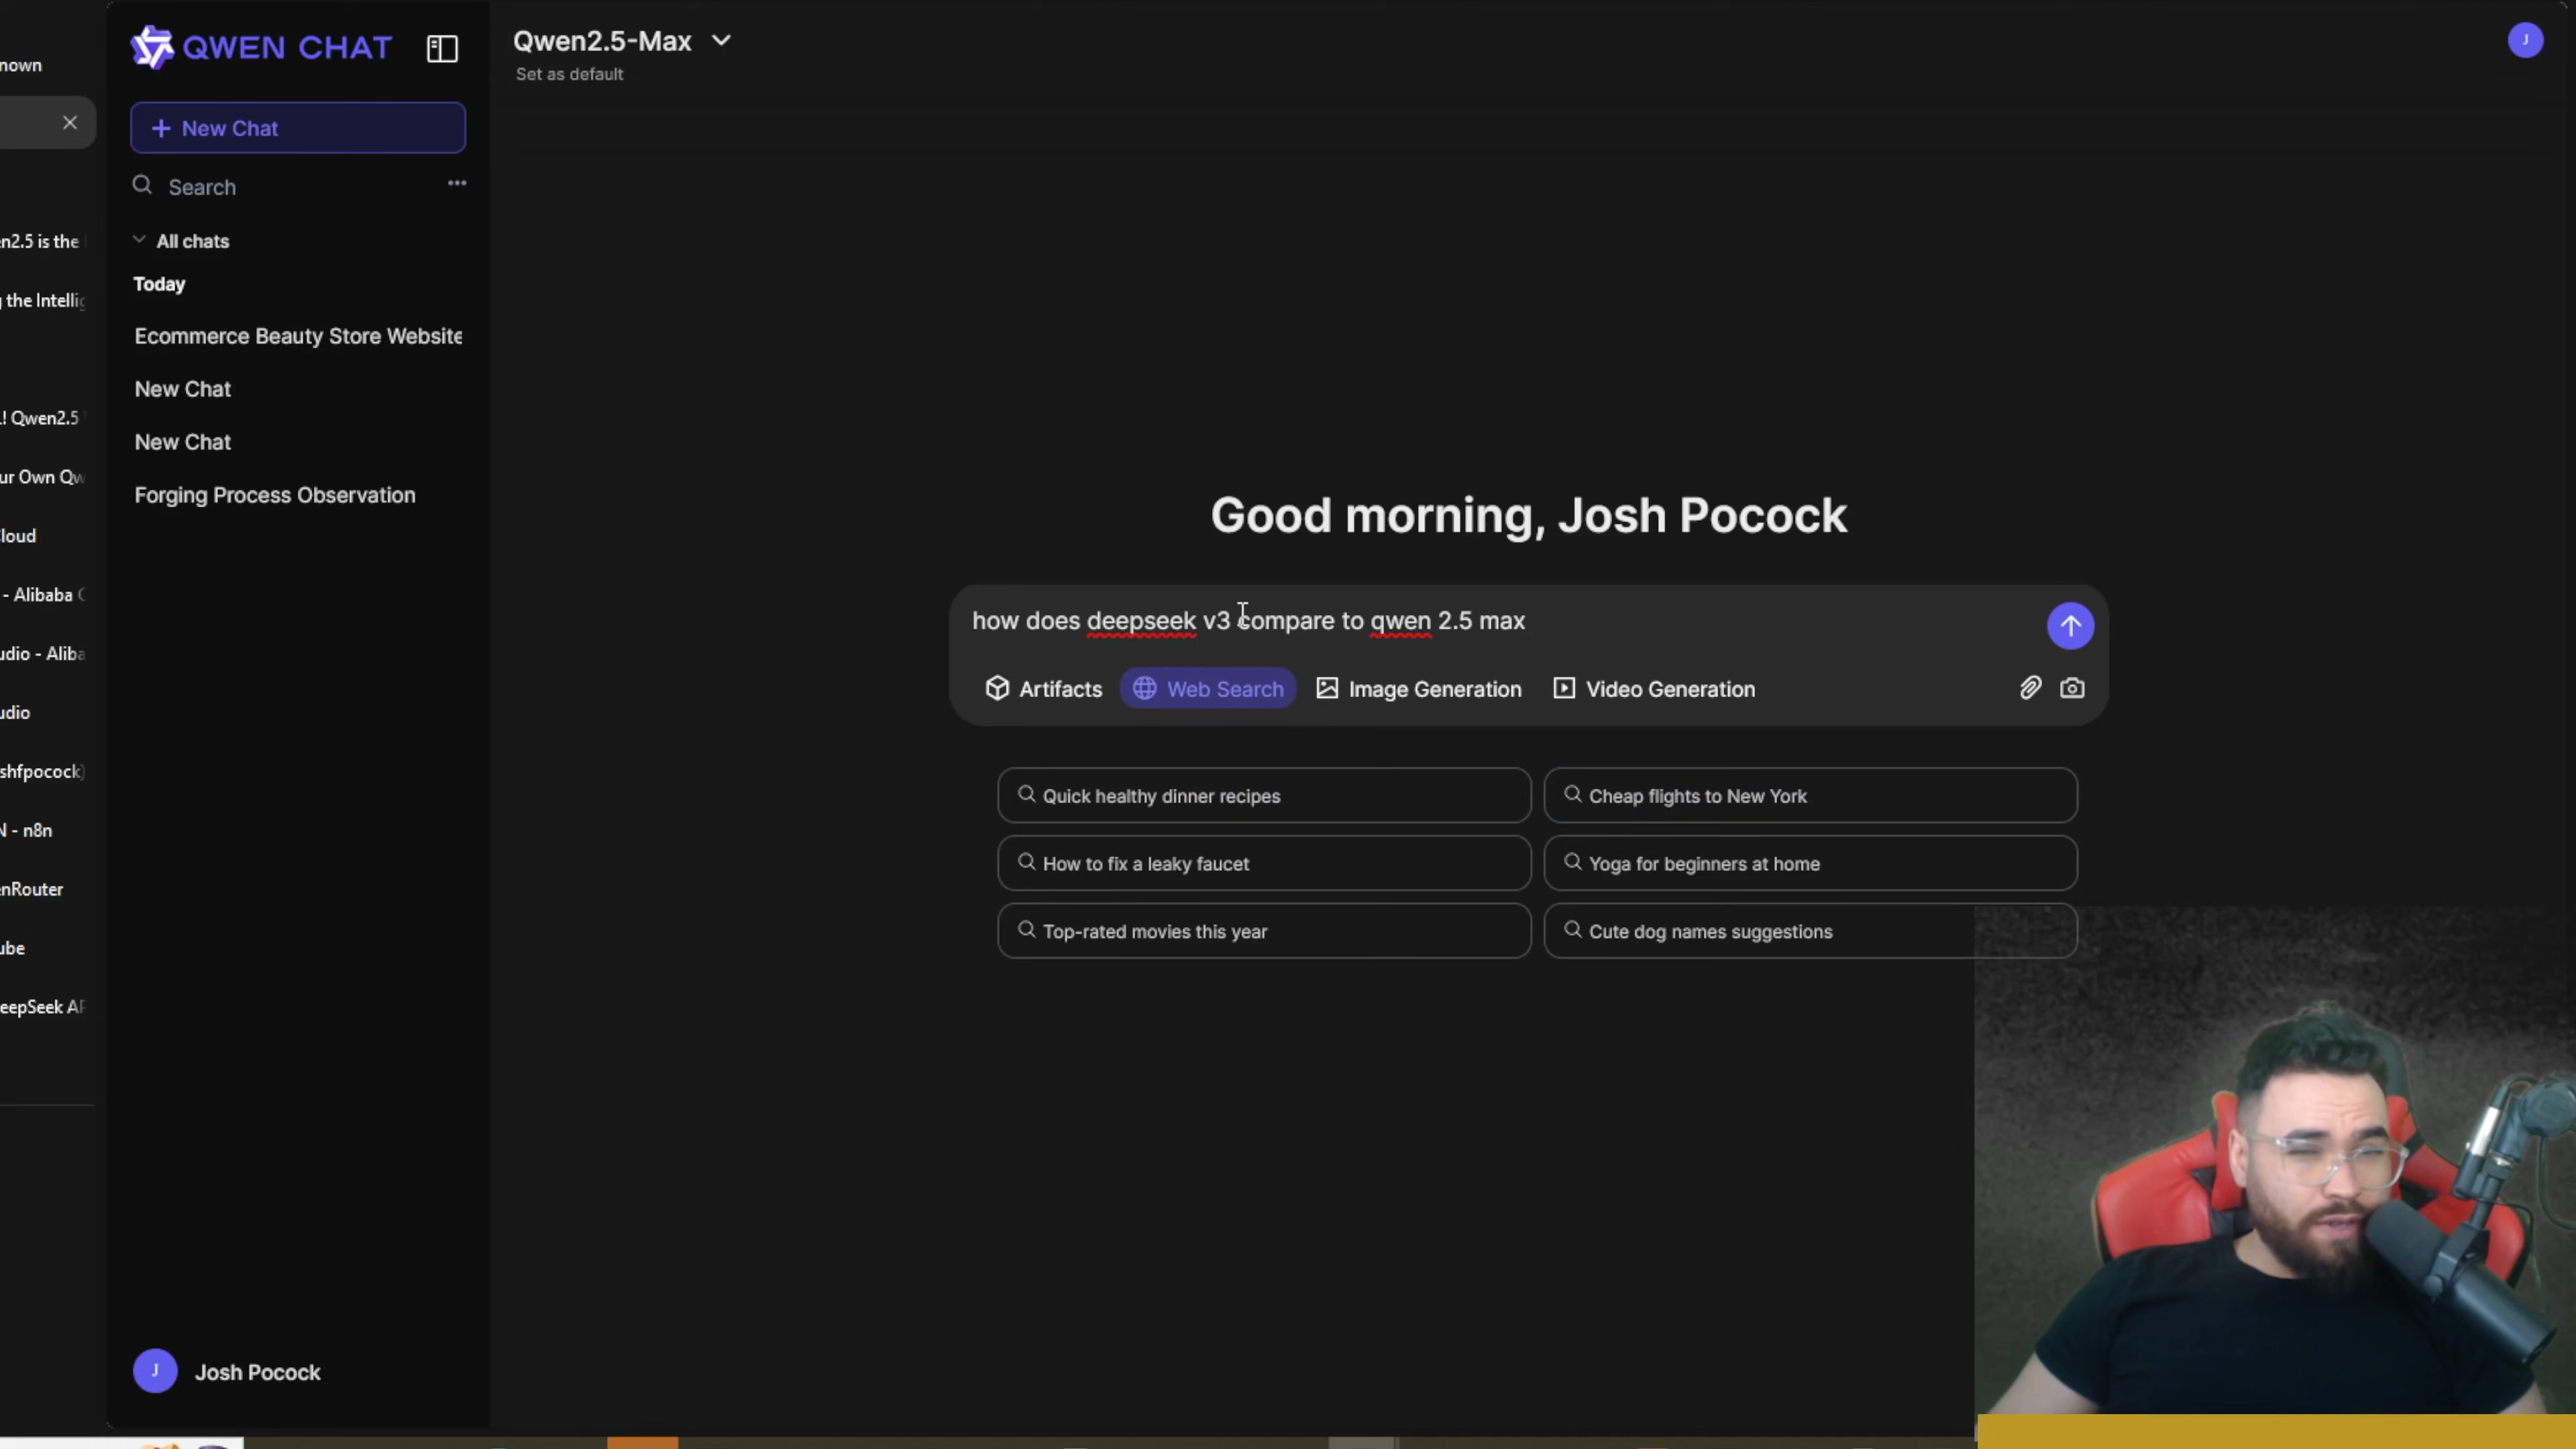 nown
en2.5 is the
the Intelli
! Qwen2.5
ur Own Qw
loud
- Alibaba
udio - Aliba
udio
shfpocock)
N - n8n
enRouter
ube
eepSeek AP
QWEN CHAT
+ New Chat
Search
All chats
Today
Ecommerce Beauty Store Website
New Chat
New Chat
Forging Process Observation
J Josh Pocock
Qwen2.5-Max
Set as default
J
Good morning, Josh Pocock
how does deepseek v3 compare to qwen 2.5 max
Artifacts Web Search Image Generation Video Generation
Quick healthy dinner recipes Cheap flights to New York
How to fix a leaky faucet Yoga for beginners at home
Top-rated movies this year Cute dog names suggestions